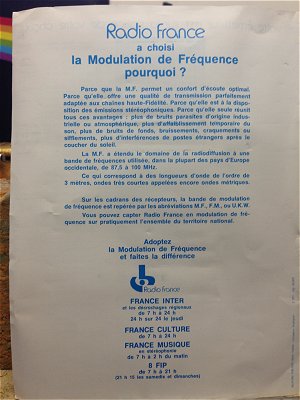 Radio France
a choisi
la Modulation de Fréquence
pourquoi ?
Parce que la M.F. permet un confort d'écoute optimal.
Parce qu'elle offre une qualité de transmission parfaitement
adaptée aux chaînes haute-Fidélité. Parce qu'elle est à la dispo-
sition des émissions stéréophoniques. Parce qu'elle seule réunit
tous ces avantages : plus de bruits parasites d'origine indus-
trielle ou atmosphérique, plus d'affaiblissement temporaire du
son, plus de bruits de fonds, bruissements, craquements ou
sifflements, plus d'interférences de postes étrangers après le
coucher du soleil.
La M.F. a étendu le domaine de la radiodiffusion à une
bande de fréquences utilisée, dans la plupart des pays d'Europe
occidentale, de 87,5 à 100 MHz.
Ce qui correspond à des longueurs d'onde de l'ordre de
3 mètres, ondes très courtes appelées encore ondes métriques.
Sur les cadrans des récepteurs, la bande de modulation
de fréquence est repérée par les abréviations M.F., F.M., ou U.K.W.
Vous pouvez capter Radio France en modulation de fré-
quence sur pratiquement l'ensemble du territoire national.
Adoptez
la Modulation de Fréquence
et faites la différence
Radio France
FRANCE INTER
et les décrochages régionaux
de 7 h à 24 h
24 h sur 24 le jeudi
FRANCE CULTURE
de 7 h à 24 h
FRANCE MUSIQUE
en stéréophonie
de 7 h à 2 h du matin
8 FIP
de 7 h à 21 h
(21 h 15 les samedis et dimanches)